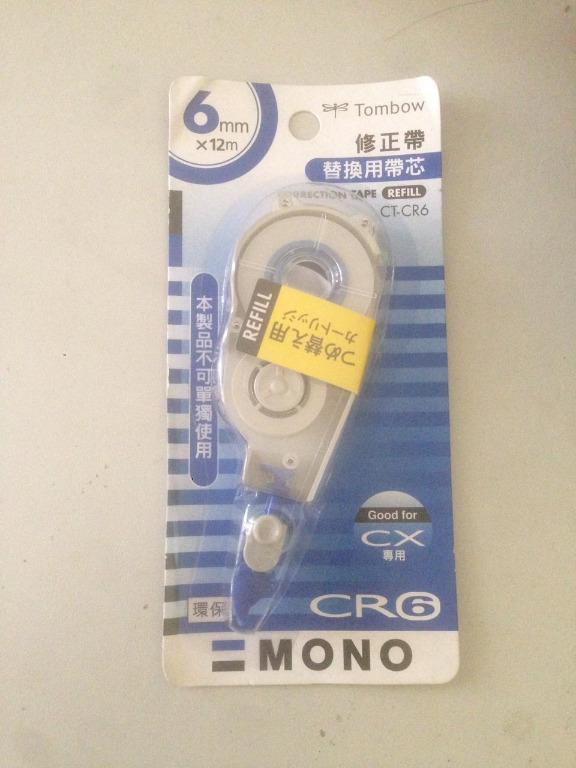 6mm
×12m
Tombow
修正帶
替換用帶芯
CORRECTION TAPE REFILL
CT-CR6
REFILL
つめ替え用
カートリッジ
本製品不可單獨使用
Good for
CX
專用
環保
CR6
MONO